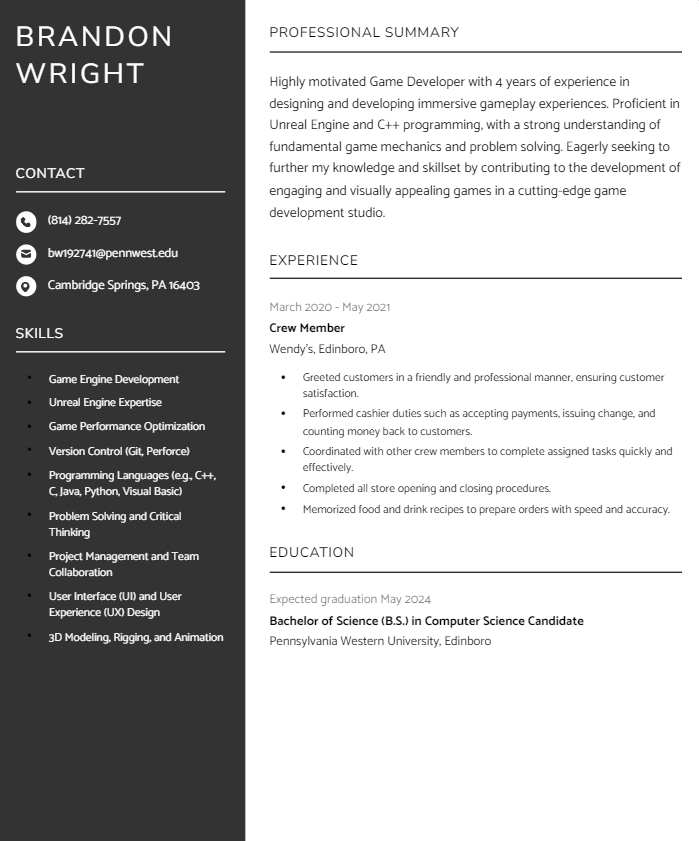 BRANDON
WRIGHT
CONTACT
(814) 282-7557
bw192741@pennwest.edu
Cambridge Springs, PA 16403
SKILLS
• Game Engine Development
• Unreal Engine Expertise
• Game Performance Optimization
• Version Control (Git, Perforce)
• Programming Languages (e.g., C++,
C, Java, Python, Visual Basic)
• Problem Solving and Critical
Thinking
• Project Management and Team
Collaboration
• User Interface (UI) and User
Experience (UX) Design
• 3D Modeling, Rigging, and Animation
PROFESSIONAL SUMMARY
Highly motivated Game Developer with 4 years of experience in
designing and developing immersive gameplay experiences. Proficient in
Unreal Engine and C++ programming, with a strong understanding of
fundamental game mechanics and problem solving. Eagerly seeking to
further my knowledge and skillset by contributing to the development of
engaging and visually appealing games in a cutting-edge game
development studio.
EXPERIENCE
March 2020 - May 2021
Crew Member
Wendy's, Edinboro, PA
• Greeted customers in a friendly and professional manner, ensuring customer
satisfaction.
• Performed cashier duties such as accepting payments, issuing change, and
counting money back to customers.
• Coordinated with other crew members to complete assigned tasks quickly and
effectively.
• Completed all store opening and closing procedures.
• Memorized food and drink recipes to prepare orders with speed and accuracy.
EDUCATION
Expected graduation May 2024
Bachelor of Science (B.S.) in Computer Science Candidate
Pennsylvania Western University, Edinboro